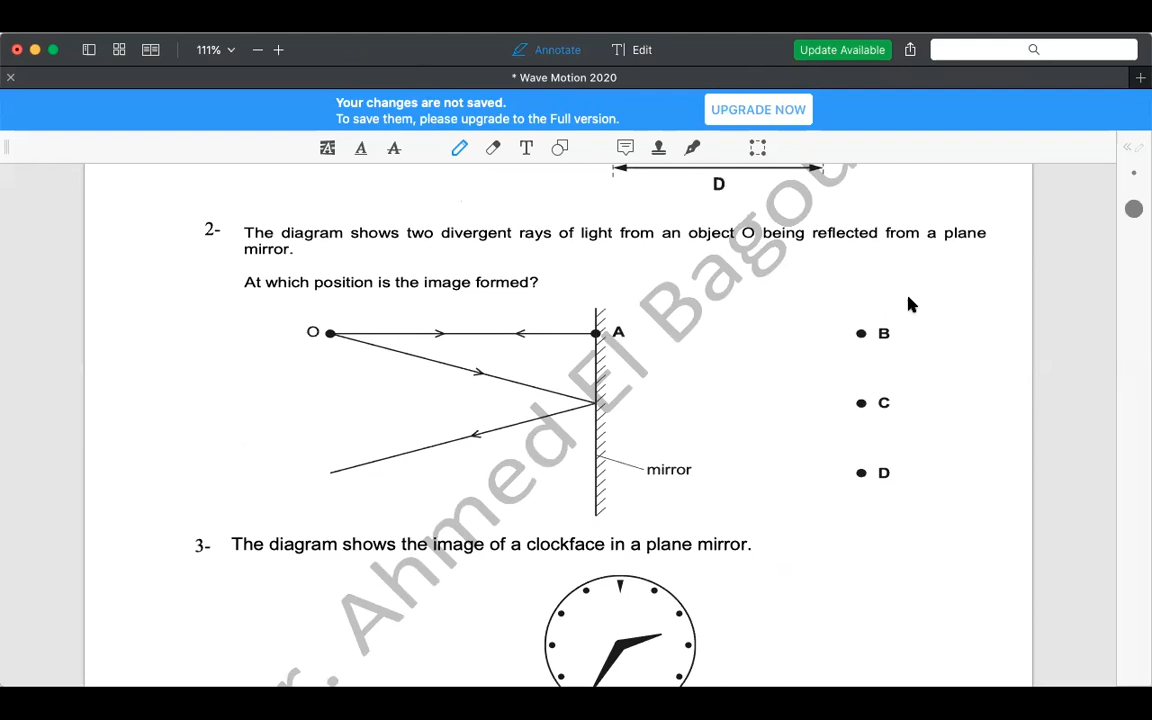 111%
Annotate
Edit
Update Available
* Wave Motion 2020
Your changes are not saved.
To save them, please upgrade to the Full version.
UPGRADE NOW
D
2- The diagram shows two divergent rays of light from an object O being reflected from a plane
mirror.
At which position is the image formed?
O
A
B
C
D
mirror
3- The diagram shows the image of a clockface in a plane mirror.
r. Ahmed El Bagou